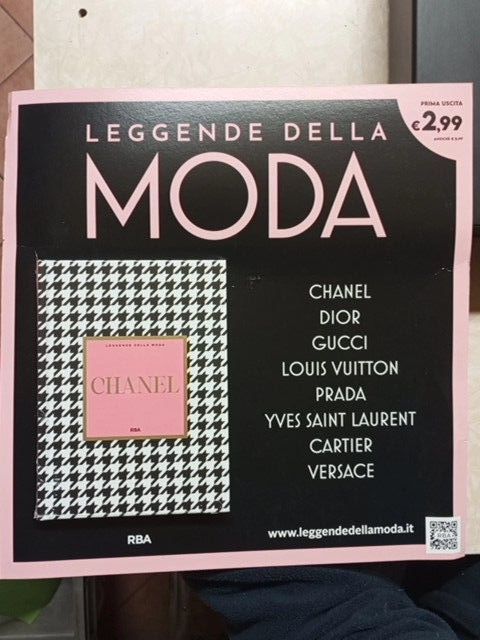 PRIMA USCITA
€2,99
LEGGENDE DELLA
MODA
LEGGENDE DELLA MODA
CHANEL
RBA
CHANEL
DIOR
GUCCI
LOUIS VUITTON
PRADA
YVES SAINT LAURENT
CARTIER
VERSACE
RBA
www.leggendedellamoda.it
RBA